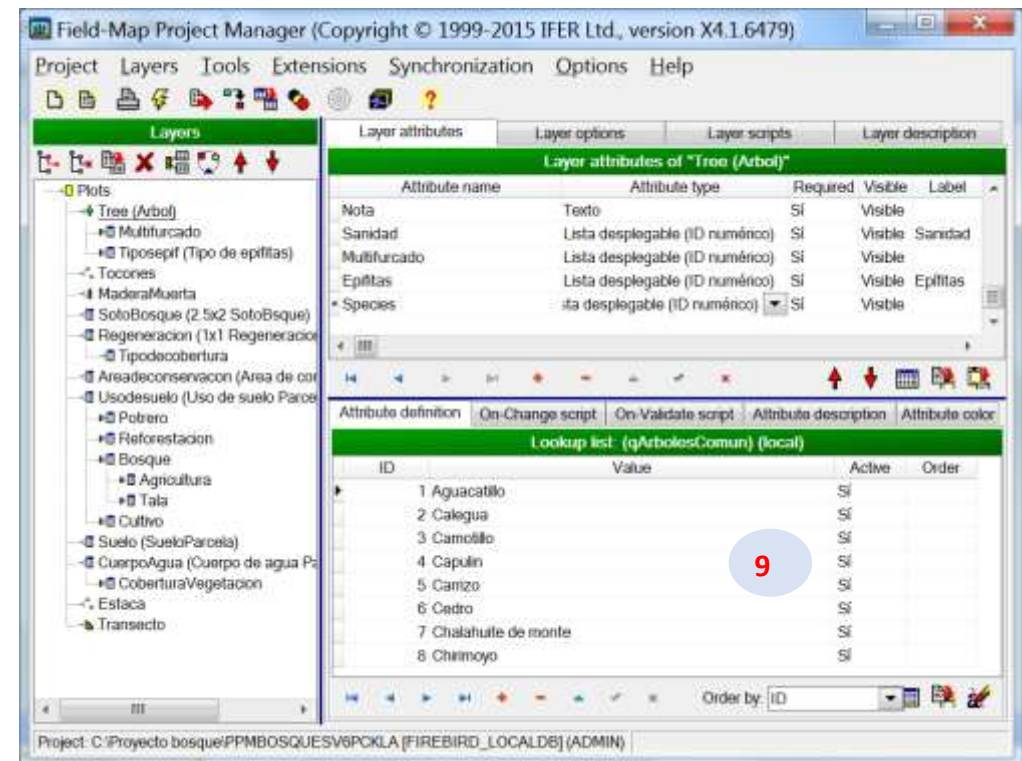 Field-Map Project Manager (Copyright © 1999-2015 IFER Ltd., version X4.1.6479)
Project Layers Tools Extensions Synchronization Options Help
Layers
Plots
Tree (Arbol)
Multifurcado
Tiposepif (Tipo de epifitas)
Tocones
MaderaMuerta
SotoBosque (2.5x2 SotoBsque)
Regeneracion (1x1 Regeneracion
Tipodecobertura
Areadeconservacon (Area de con
Usodesuelo (Uso de suelo Parce
Potrero
Reforestacion
Bosque
Agricultura
Tala
Cultivo
Suelo (SueloParcela)
CuerpoAgua (Cuerpo de agua Pa
CoberturaVegetacion
Estaca
Transecto
Layer attributes Layer options Layer scripts Layer description
Layer attributes of "Tree (Arbol)"
Attribute name Attribute type Required Visible Label
Nota Texto Sí Visible
Sanidad Lista desplegable (ID numérico) Sí Visible Sanidad
Multifurcado Lista desplegable (ID numérico) Sí Visible
Epifitas Lista desplegable (ID numérico) Sí Visible Epífitas
Species sta desplegable (ID numérico) Sí Visible
Attribute definition On-Change script On-Validate script Attribute description Attribute color
Lookup list: (qArbolesComun) (local)
ID Value Active Order
1 Aguacatillo Sí
2 Calegua Sí
3 Camotillo Sí
4 Capulin Sí
5 Carrizo Sí
6 Cedro Sí
7 Chalahuite de monte Sí
8 Chirimoyo Sí
9
Order by: ID
Project: C:\Proyecto bosque\PPMBOSQUESV6PCKLA [FIREBIRD_LOCALDB] (ADMIN)